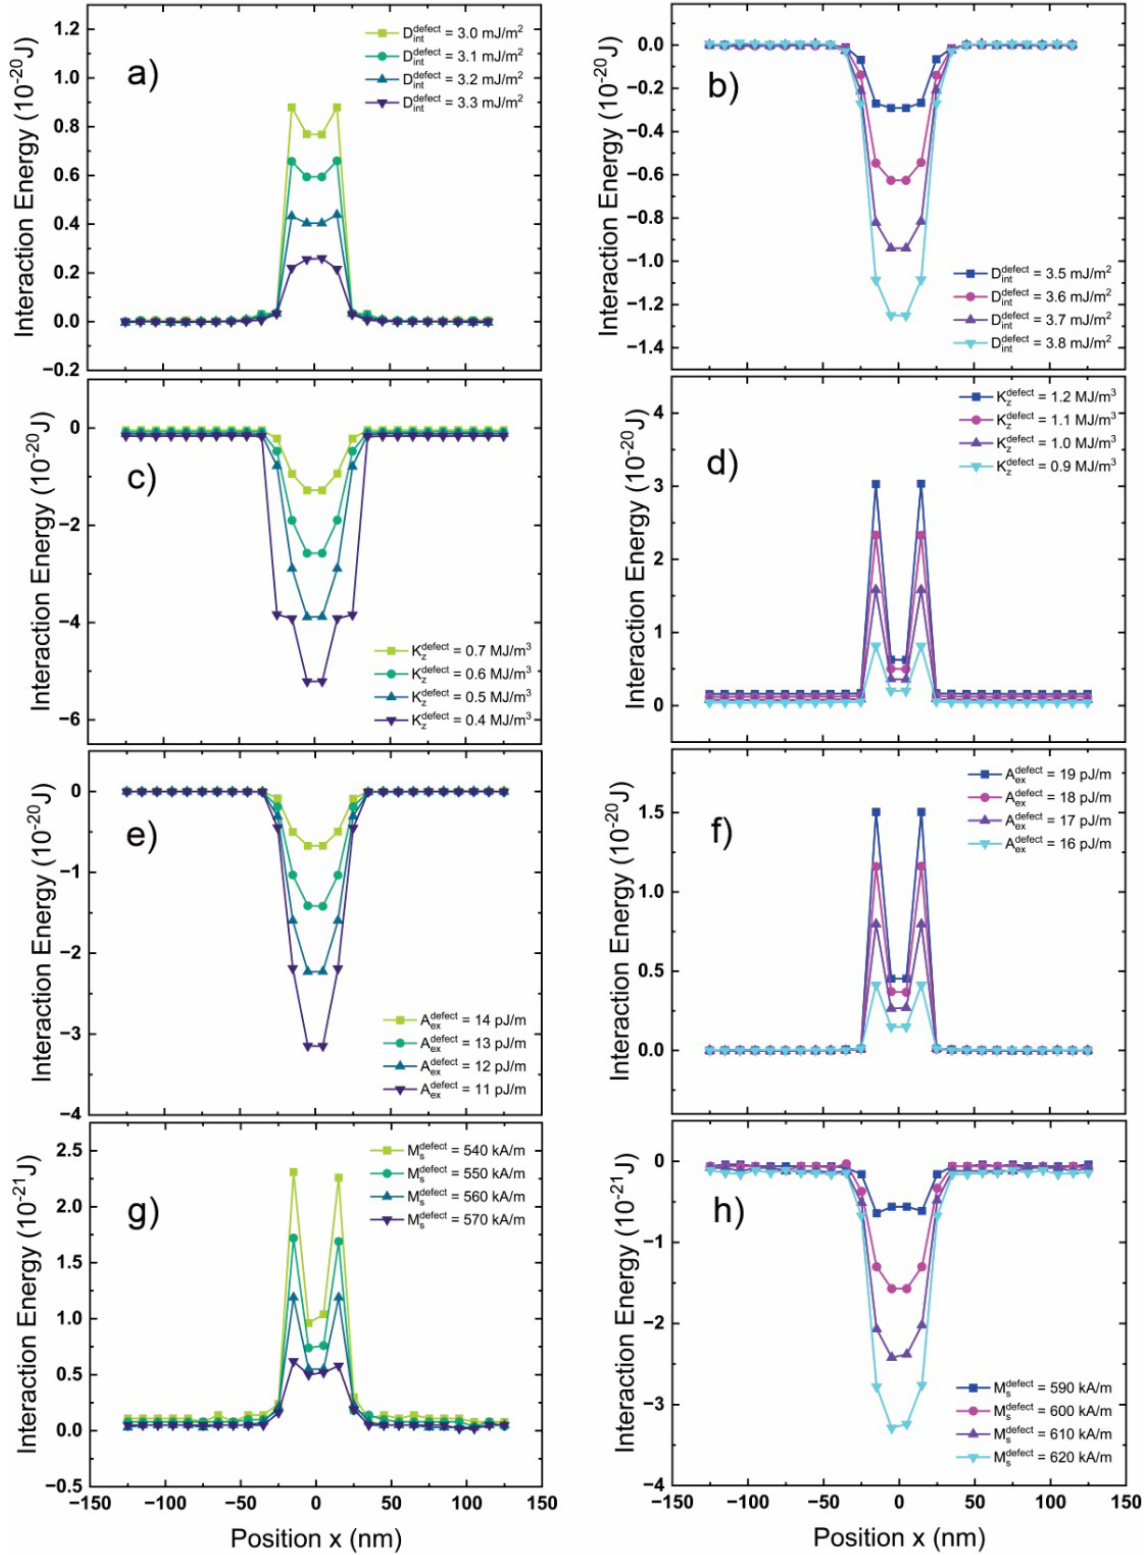 a)
D_int^defect = 3.0 mJ/m²
D_int^defect = 3.1 mJ/m²
D_int^defect = 3.2 mJ/m²
D_int^defect = 3.3 mJ/m²
1.2
1.0
0.8
0.6
0.4
0.2
0.0
−0.2
Interaction Energy (10⁻²⁰J)
b)
0.0
−0.2
−0.4
−0.6
−0.8
−1.0
−1.2
−1.4
Interaction Energy (10⁻²⁰J)
D_int^defect = 3.5 mJ/m²
D_int^defect = 3.6 mJ/m²
D_int^defect = 3.7 mJ/m²
D_int^defect = 3.8 mJ/m²
c)
0
−2
−4
−6
Interaction Energy (10⁻²⁰J)
K_z^defect = 0.7 MJ/m³
K_z^defect = 0.6 MJ/m³
K_z^defect = 0.5 MJ/m³
K_z^defect = 0.4 MJ/m³
d)
K_z^defect = 1.2 MJ/m³
K_z^defect = 1.1 MJ/m³
K_z^defect = 1.0 MJ/m³
K_z^defect = 0.9 MJ/m³
4
3
2
1
0
Interaction Energy (10⁻²⁰J)
e)
0
−1
−2
−3
−4
Interaction Energy (10⁻²⁰J)
A_ex^defect = 14 pJ/m
A_ex^defect = 13 pJ/m
A_ex^defect = 12 pJ/m
A_ex^defect = 11 pJ/m
f)
A_ex^defect = 19 pJ/m
A_ex^defect = 18 pJ/m
A_ex^defect = 17 pJ/m
A_ex^defect = 16 pJ/m
1.5
1.0
0.5
0.0
Interaction Energy (10⁻²⁰J)
g)
M_s^defect = 540 kA/m
M_s^defect = 550 kA/m
M_s^defect = 560 kA/m
M_s^defect = 570 kA/m
2.5
2.0
1.5
1.0
0.5
0.0
−0.5
Interaction Energy (10⁻²¹J)
−150 −100 −50 0 50 100 150
Position x (nm)
h)
0
−1
−2
−3
−4
Interaction Energy (10⁻²¹J)
M_s^defect = 590 kA/m
M_s^defect = 600 kA/m
M_s^defect = 610 kA/m
M_s^defect = 620 kA/m
−150 −100 −50 0 50 100 150
Position x (nm)